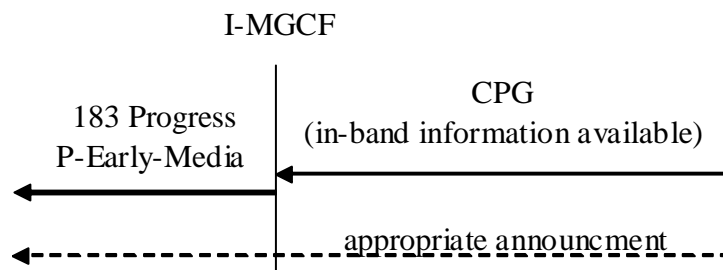 I-MGCF
183 Progress
P-Early-Media
CPG
(in-band information available)
appropriate announcment